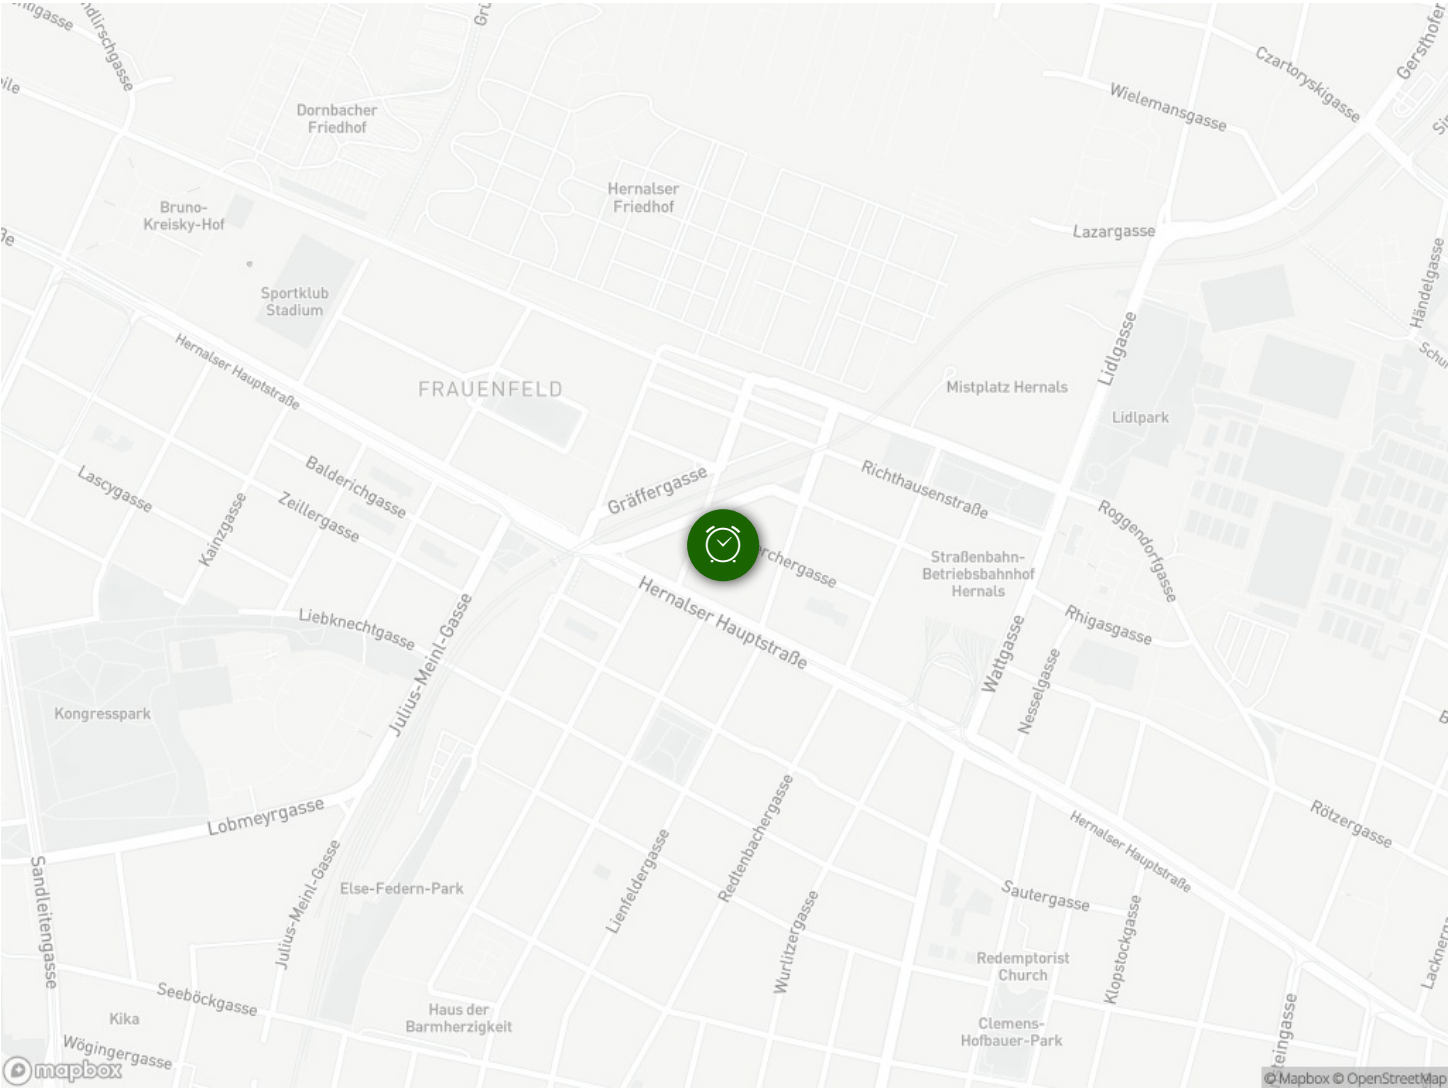 Czartoryskigasse
Gersthofer
Wielemansgasse
Dornbacher
Friedhof
Hernalser
Friedhof
Bruno-
Kreisky-Hof
Lazargasse
Händelgasse
Sportklub
Stadium
Hernalser Hauptstraße
FRAUENFELD
Lidlgasse
Mistplatz Hernals
Lidlpark
Balderichgasse
Lascygasse
Zeillergasse
Kainzgasse
Gräffergasse
Richthausenstraße
Roggendorfgasse
Straßenbahn-
Betriebsbahnhof
Hernals
Hernalser Hauptstraße
Liebknechtgasse
Julius-Meinl-Gasse
Rhigasgasse
Wattgasse
Nesselgasse
Kongresspark
Lobmeyrgasse
Rötzergasse
Hernalser Hauptstraße
Sandleitengasse
Julius-Meinl-Gasse
Else-Federn-Park
Lienfeldergasse
Redtenbachergasse
Wurlitzergasse
Sautergasse
Klopstockgasse
Redemptorist
Church
Seeböckgasse
Kika
Haus der
Barmherzigkeit
Clemens-
Hofbauer-Park
Wögingergasse
mapbox
© Mapbox © OpenStreetMap